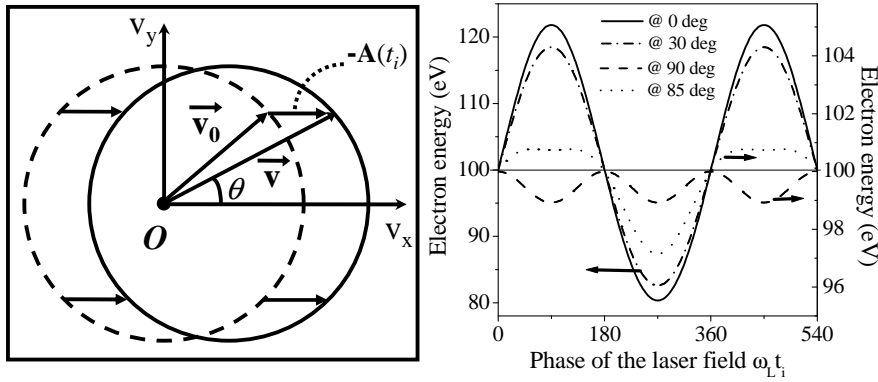 v_y
-A(t_i)
v_0
v
θ
O
v_x
Electron energy (eV)
120
110
100
90
80
@ 0 deg
@ 30 deg
@ 90 deg
@ 85 deg
104
102
100
98
96
Electron energy (eV)
0 180 360 540
Phase of the laser field ω_L t_i